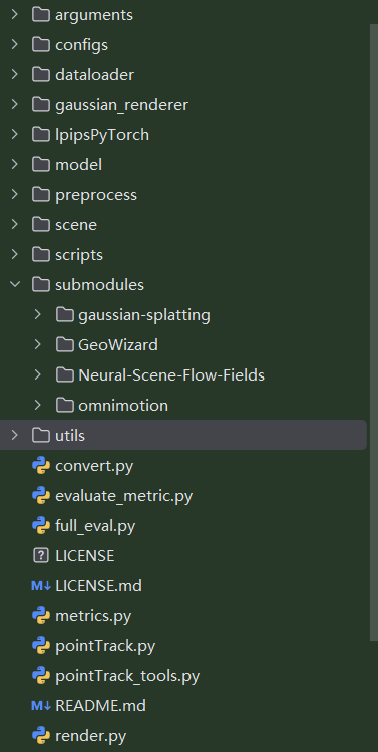 arguments
configs
dataloader
gaussian_renderer
lpipsPyTorch
model
preprocess
scene
scripts
submodules
gaussian-splatting
GeoWizard
Neural-Scene-Flow-Fields
omnimotion
utils
convert.py
evaluate_metric.py
full_eval.py
? LICENSE
M↓ LICENSE.md
metrics.py
pointTrack.py
pointTrack_tools.py
M↓ README.md
render.py